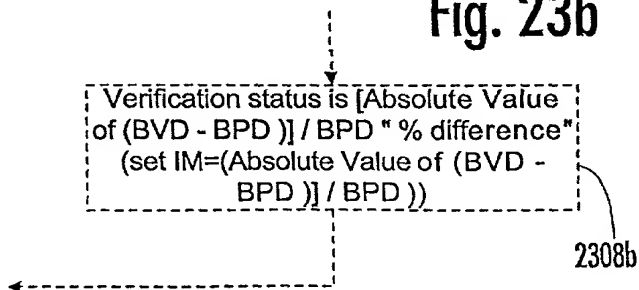 Fig. 23b
Verification status is [Absolute Value
of (BVD - BPD )] / BPD " % difference"
(set IM=(Absolute Value of (BVD -
BPD )] / BPD ))
2308b